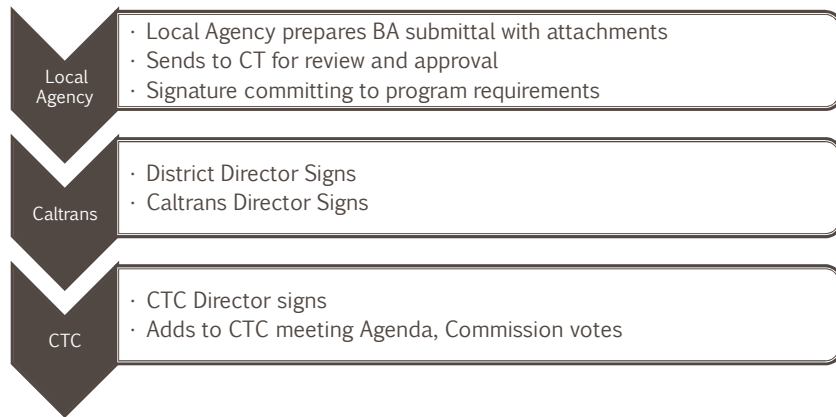 Local
Agency
· Local Agency prepares BA submittal with attachments
· Sends to CT for review and approval
· Signature committing to program requirements
Caltrans
· District Director Signs
· Caltrans Director Signs
CTC
· CTC Director signs
· Adds to CTC meeting Agenda, Commission votes